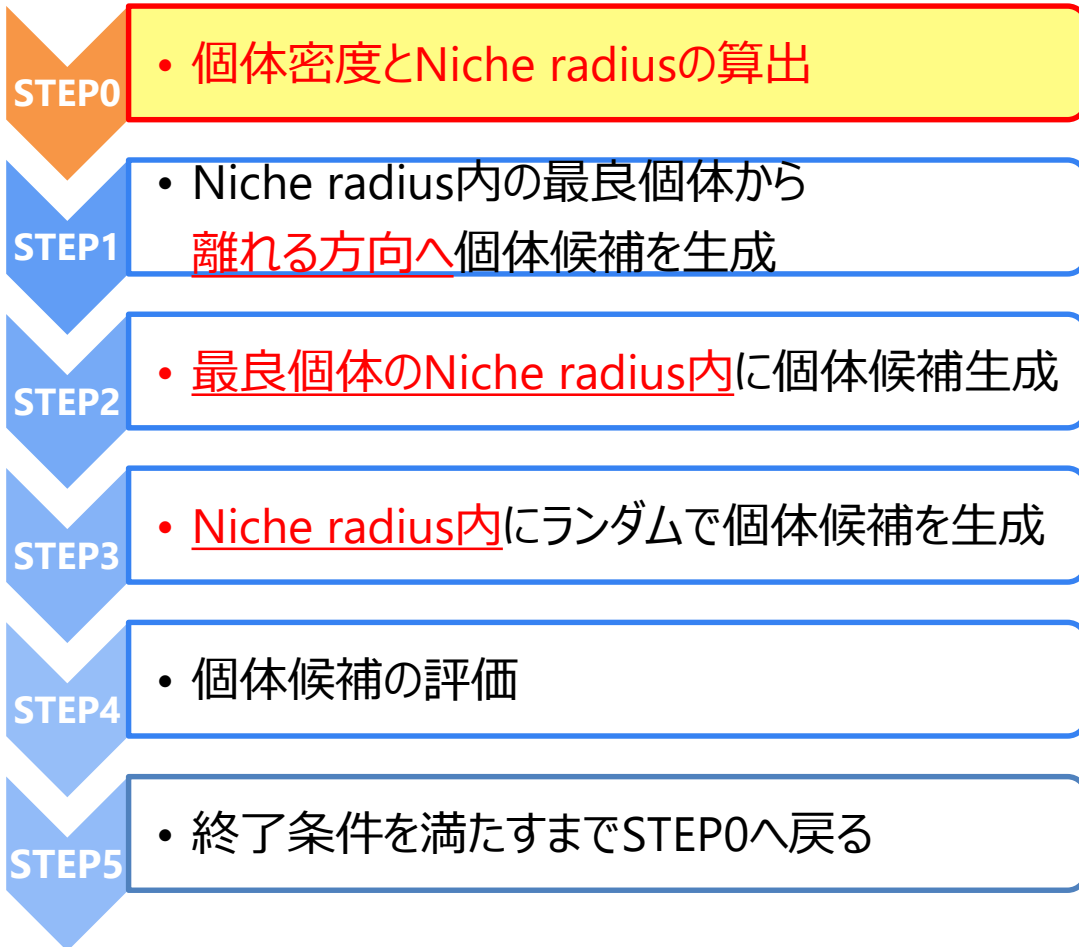 STEP0
• 個体密度とNiche radiusの算出
STEP1
• Niche radius内の最良個体から
離れる方向へ個体候補を生成
STEP2
• 最良個体のNiche radius内に個体候補生成
STEP3
• Niche radius内にランダムで個体候補を生成
STEP4
• 個体候補の評価
STEP5
• 終了条件を満たすまでSTEP0へ戻る